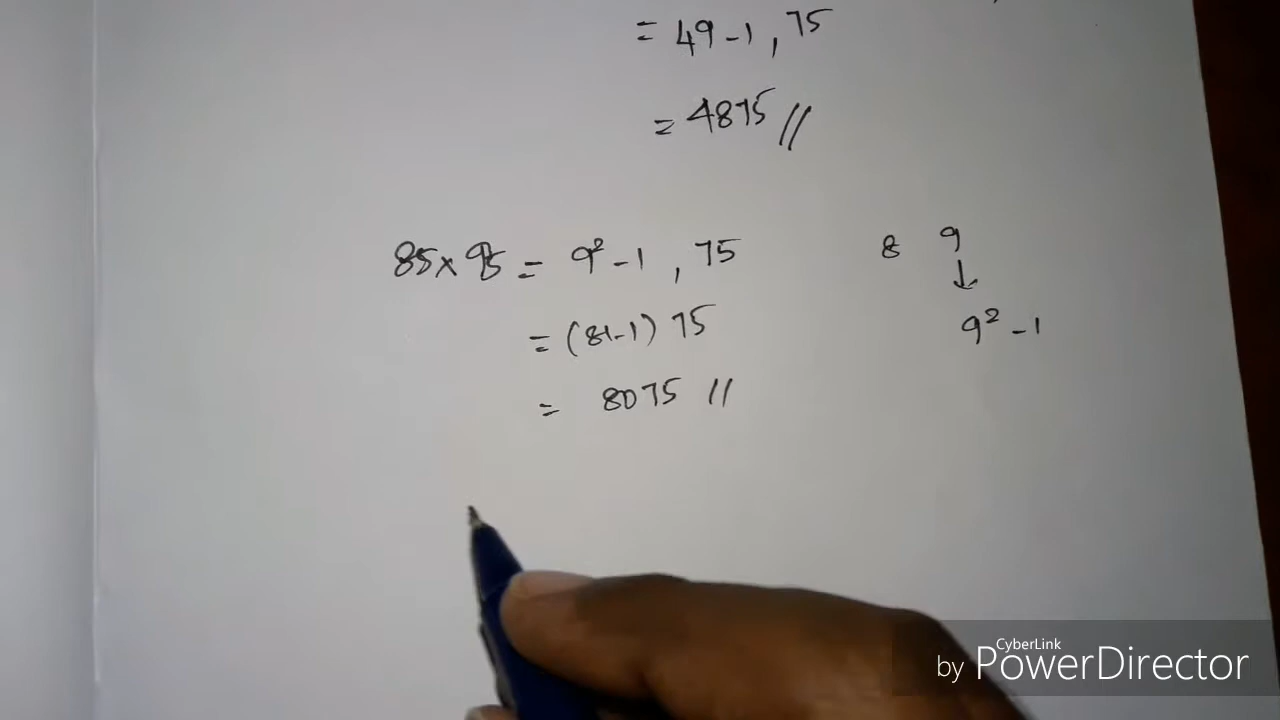 = 49-1, 75
= 4875 //
85 x 95 = 9² -1, 75
= (81-1) 75
= 8075 //
8 9
↓
9² -1
CyberLink
by PowerDirector